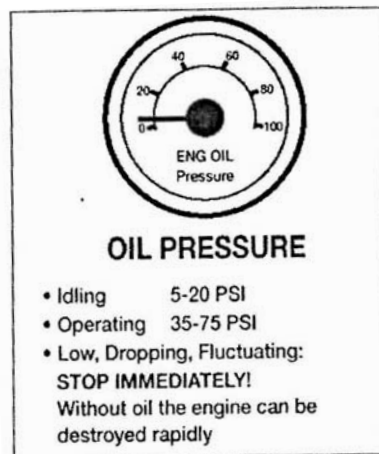 40 60
20 80
0 100
ENG OIL
Pressure
OIL PRESSURE
• Idling 5-20 PSI
• Operating 35-75 PSI
• Low, Dropping, Fluctuating:
STOP IMMEDIATELY!
Without oil the engine can be
destroyed rapidly